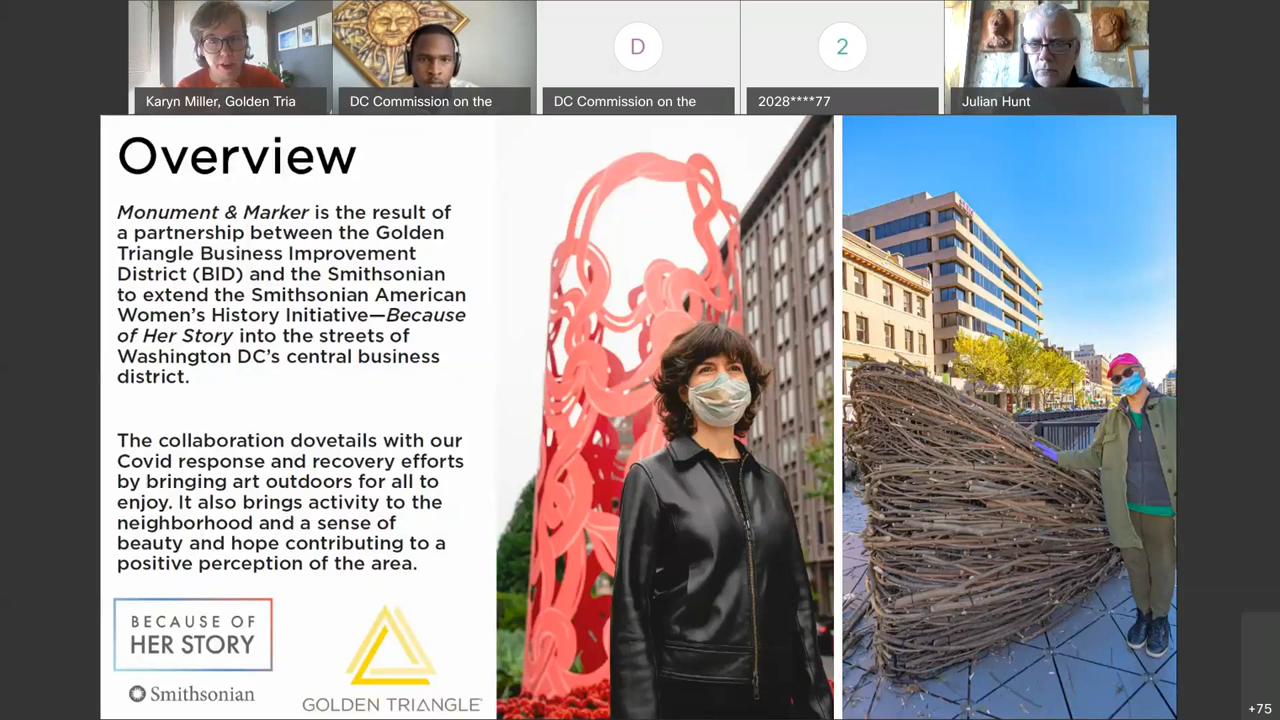 Karyn Miller, Golden Tria
DC Commission on the
D
DC Commission on the
2
2028****77
Julian Hunt
Overview
Monument & Marker is the result of
a partnership between the Golden
Triangle Business Improvement
District (BID) and the Smithsonian
to extend the Smithsonian American
Women's History Initiative—Because
of Her Story into the streets of
Washington DC's central business
district.
The collaboration dovetails with our
Covid response and recovery efforts
by bringing art outdoors for all to
enjoy. It also brings activity to the
neighborhood and a sense of
beauty and hope contributing to a
positive perception of the area.
BECAUSE OF
HER STORY
Smithsonian
GOLDEN TRIANGLE
+75